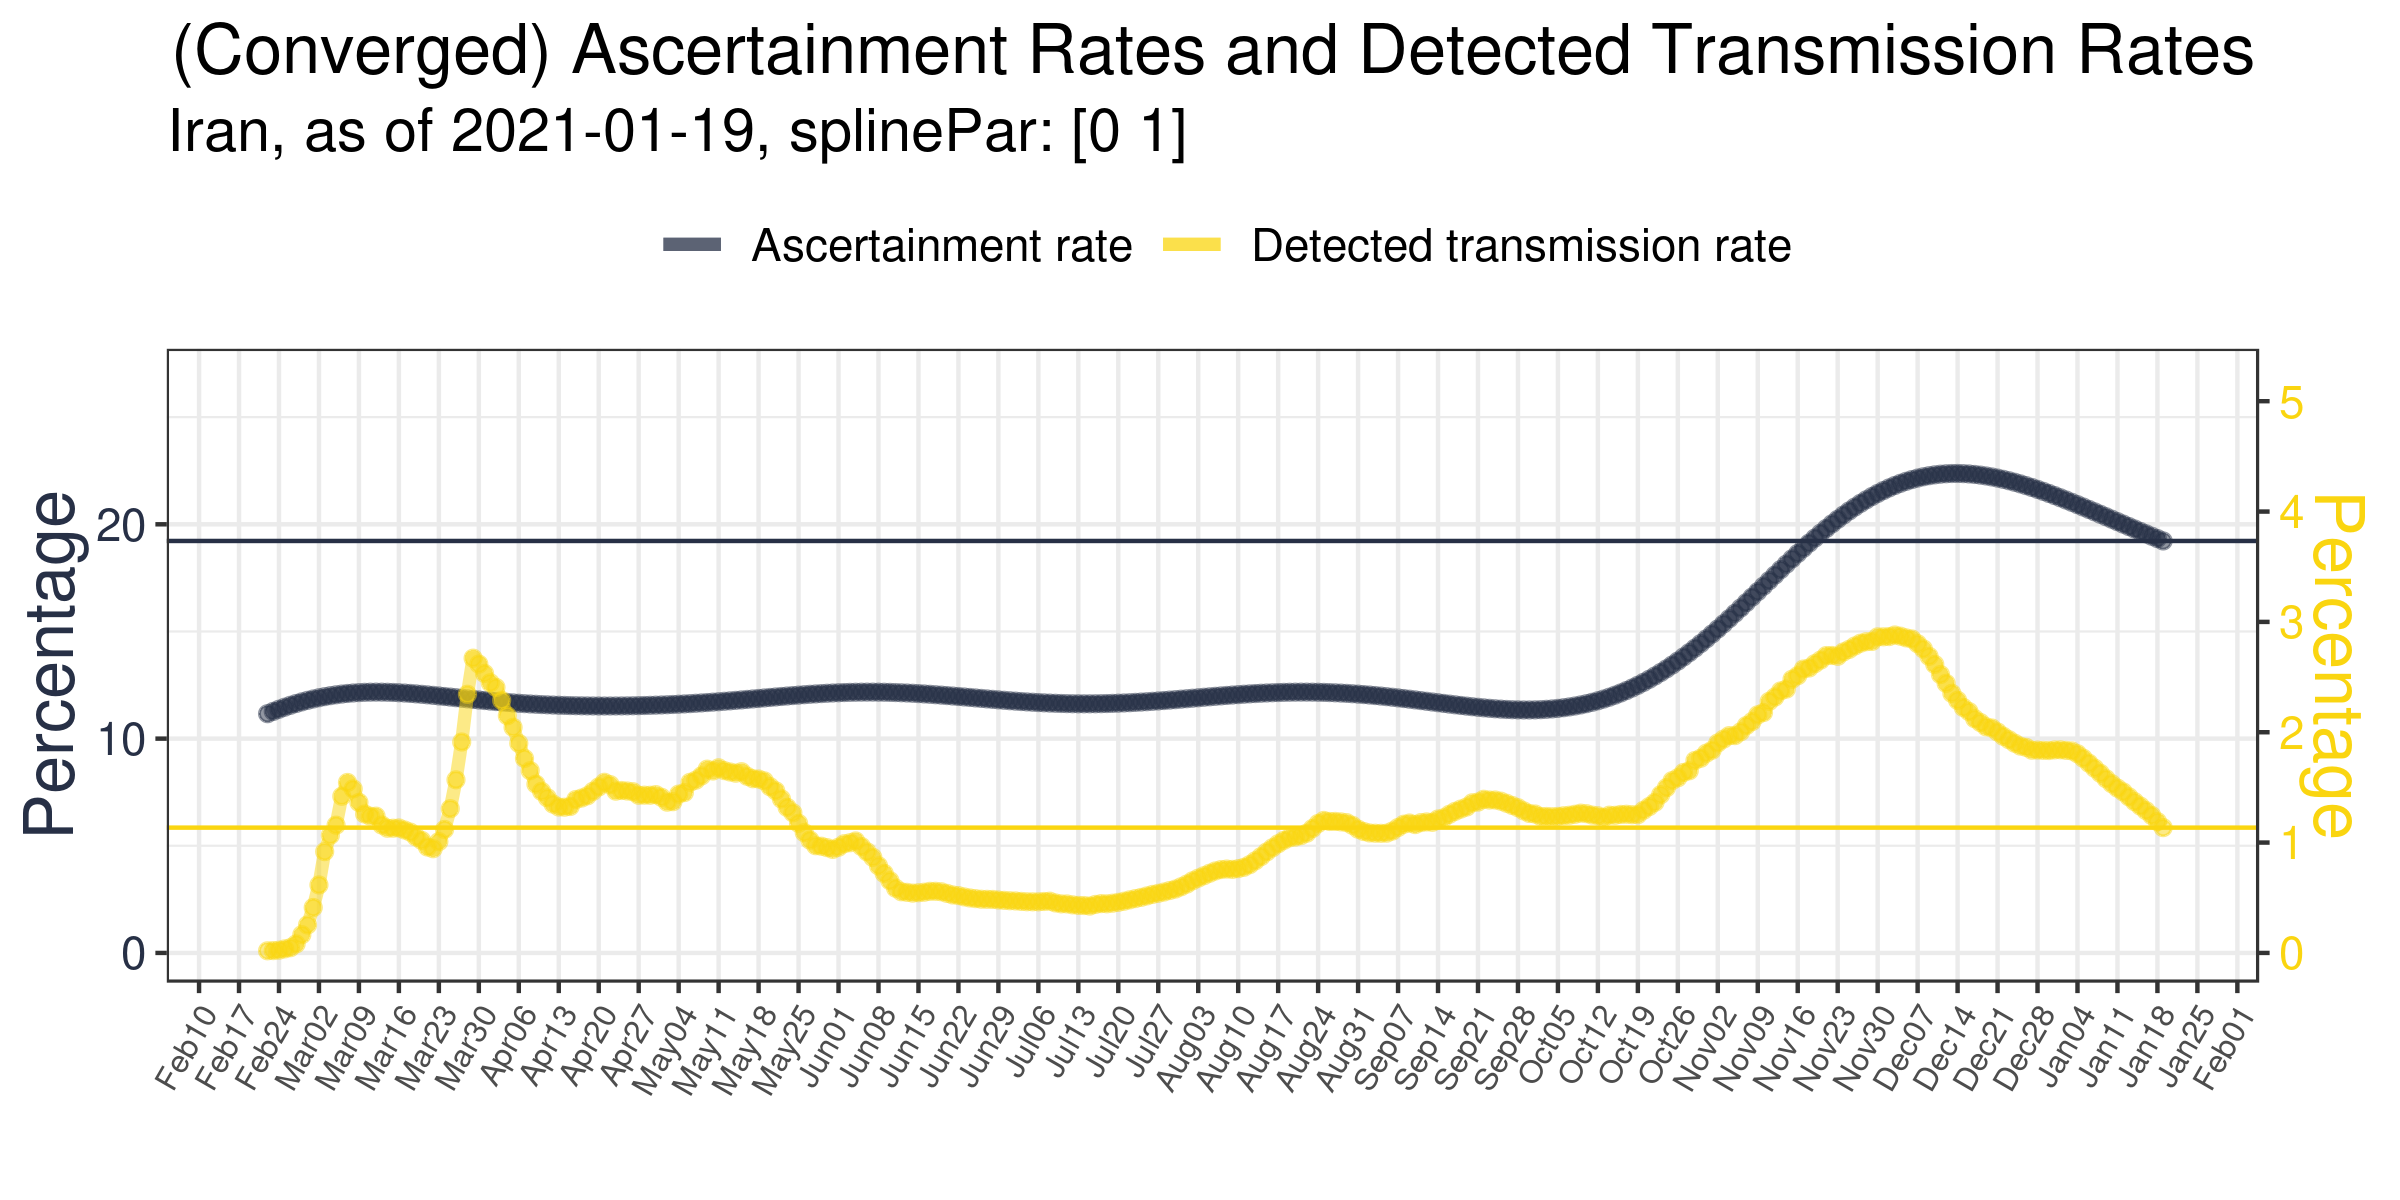 (Converged) Ascertainment Rates and Detected Transmission Rates
Iran, as of 2021-01-19, splinePar: [0 1]
Ascertainment rate Detected transmission rate
Percentage
20
10
0
5
4
3
2
1
0
Percentage
Feb10 Feb17 Feb24 Mar02 Mar09 Mar16 Mar23 Mar30 Apr06 Apr13 Apr20 Apr27 May04 May11 May18 May25 Jun01 Jun08 Jun15 Jun22 Jun29 Jul06 Jul13 Jul20 Jul27 Aug03 Aug10 Aug17 Aug24 Aug31 Sep07 Sep14 Sep21 Sep28 Oct05 Oct12 Oct19 Oct26 Nov02 Nov09 Nov16 Nov23 Nov30 Dec07 Dec14 Dec21 Dec28 Jan04 Jan11 Jan18 Jan25 Feb01